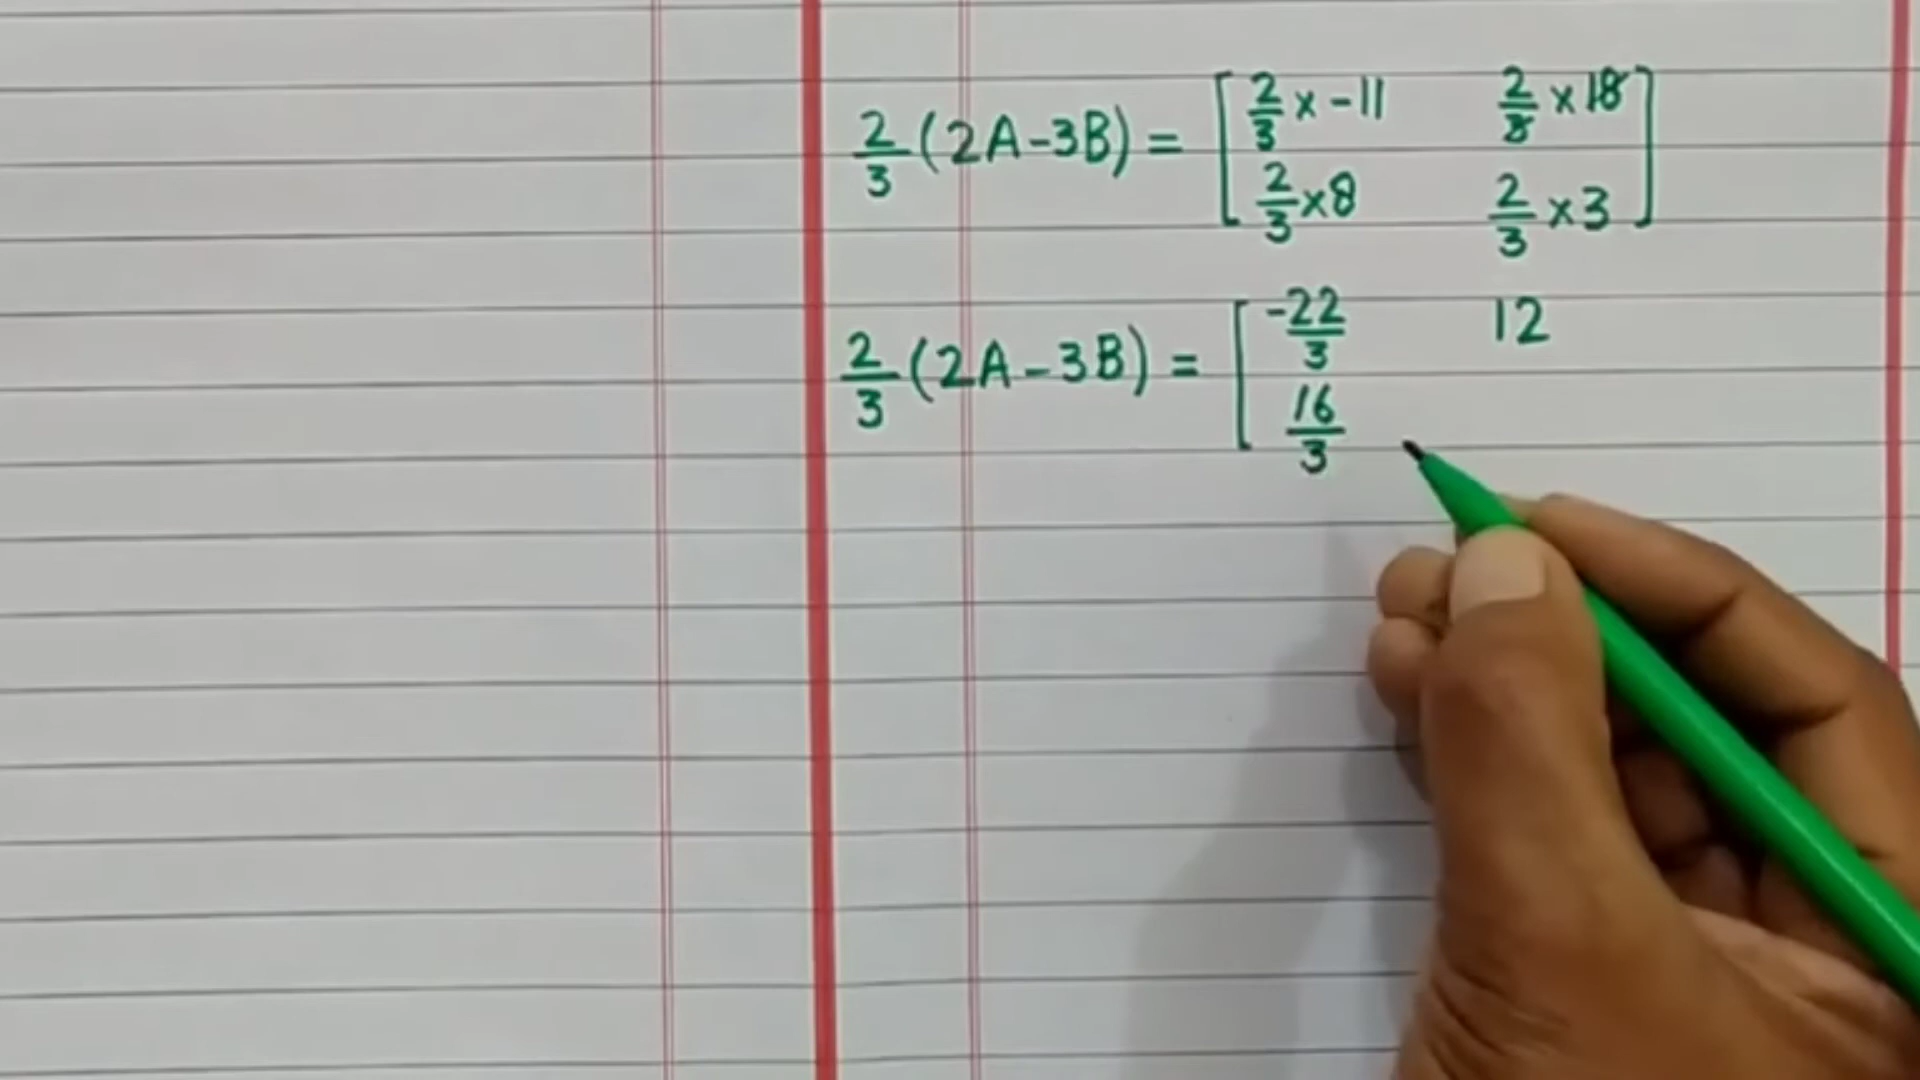 2/3 (2A-3B) = [ 2/3 x -11 2/3 x 18
2/3 x 8 2/3 x 3 ]
2/3 (2A-3B) = [ -22/3 12
16/3